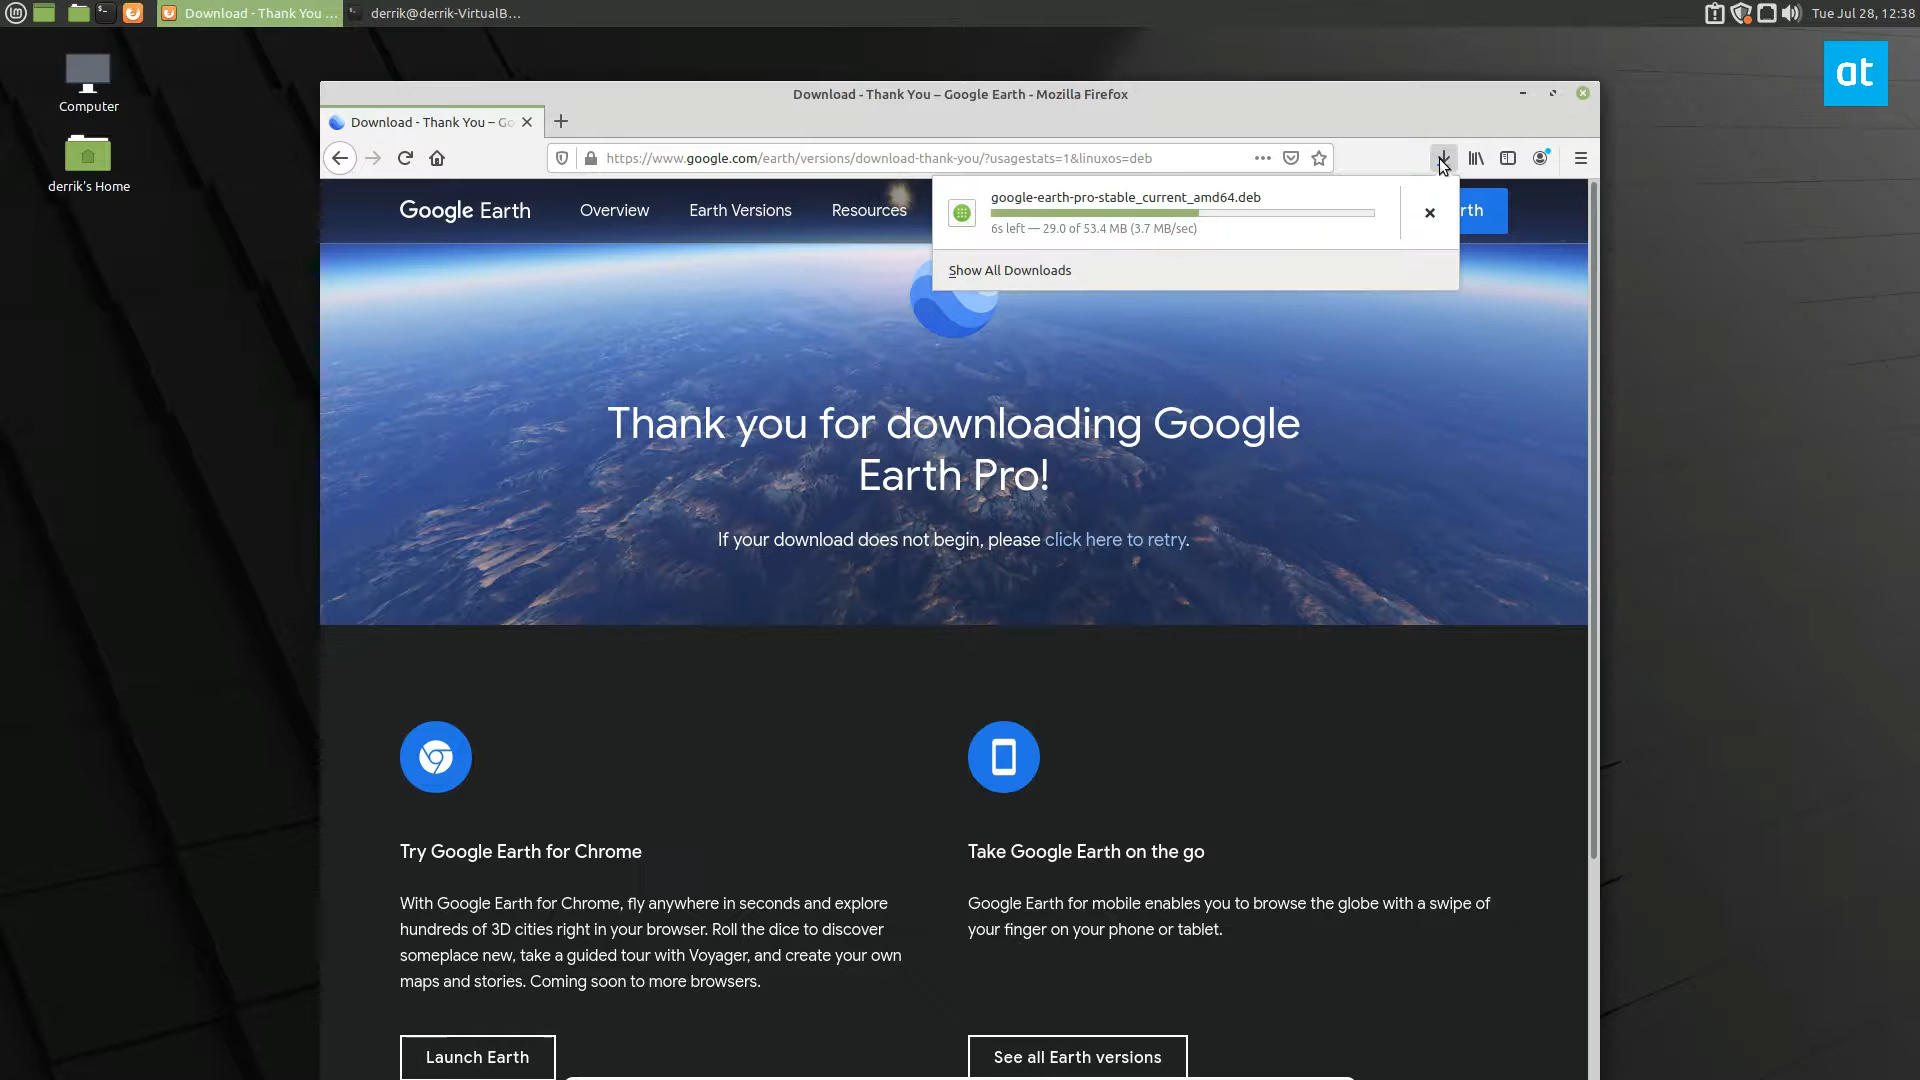 Download - Thank You ...
derrik@derrik-VirtualB...
Tue Jul 28, 12:38
at
Computer
derrik's Home
Download - Thank You – Google Earth - Mozilla Firefox
Download - Thank You – Go
https://www.google.com/earth/versions/download-thank-you/?usagestats=1&linuxos=deb
Google Earth
Overview
Earth Versions
Resources
rth
google-earth-pro-stable_current_amd64.deb
6s left — 29.0 of 53.4 MB (3.7 MB/sec)
Show All Downloads
Thank you for downloading Google
Earth Pro!
If your download does not begin, please click here to retry.
Try Google Earth for Chrome
With Google Earth for Chrome, fly anywhere in seconds and explore
hundreds of 3D cities right in your browser. Roll the dice to discover
someplace new, take a guided tour with Voyager, and create your own
maps and stories. Coming soon to more browsers.
Launch Earth
Take Google Earth on the go
Google Earth for mobile enables you to browse the globe with a swipe of
your finger on your phone or tablet.
See all Earth versions